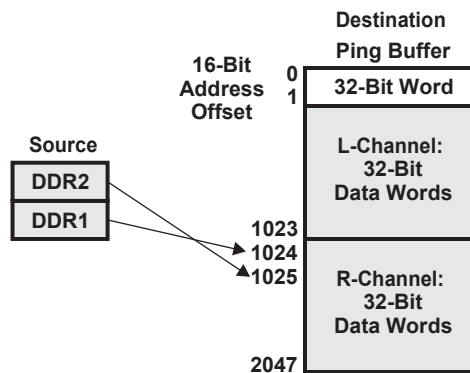 Destination
Ping Buffer
16-Bit
Address
Offset
0
1
32-Bit Word
Source
DDR2
DDR1
L-Channel:
32-Bit
Data Words
1023
1024
1025
R-Channel:
32-Bit
Data Words
2047